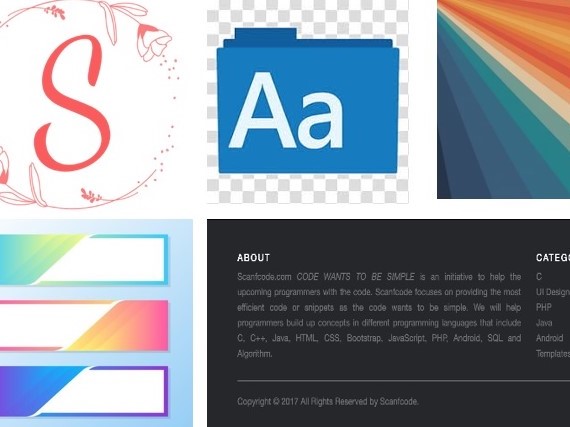 S
Aa
ABOUT
Scanfcode.com CODE WANTS TO BE SIMPLE is an initiative to help the
upcoming programmers with the code. Scanfcode focuses on providing the most
efficient code or snippets as the code wants to be simple. We will help
programmers build up concepts in different programming languages that include
C, C++, Java, HTML, CSS, Bootstrap, JavaScript, PHP, Android, SQL and
Algorithm.
Copyright © 2017 All Rights Reserved by Scanfcode.
CATEGO
C
UI Design
PHP
Java
Android
Templates